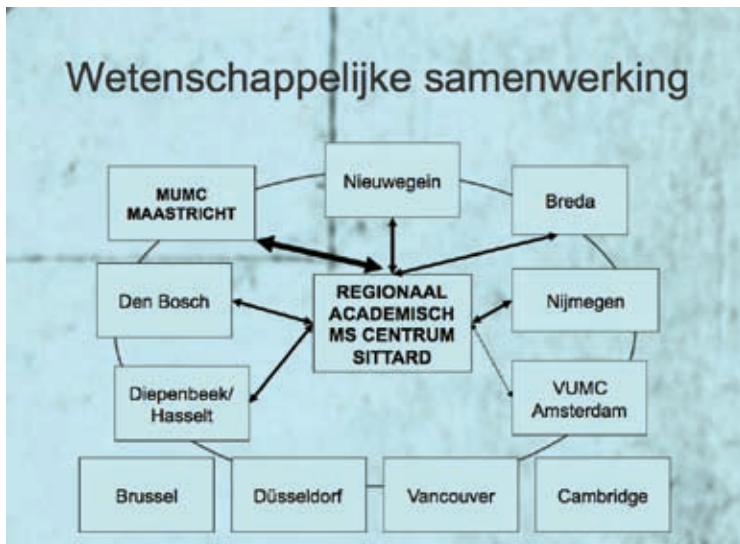 Wetenschappelijke samenwerking
Nieuwegein
MUMC
MAASTRICHT
Breda
Den Bosch
REGIONAAL
ACADEMISCH
MS CENTRUM
SITTARD
Nijmegen
Diepenbeek/
Hasselt
VUMC
Amsterdam
Brussel
Düsseldorf
Vancouver
Cambridge